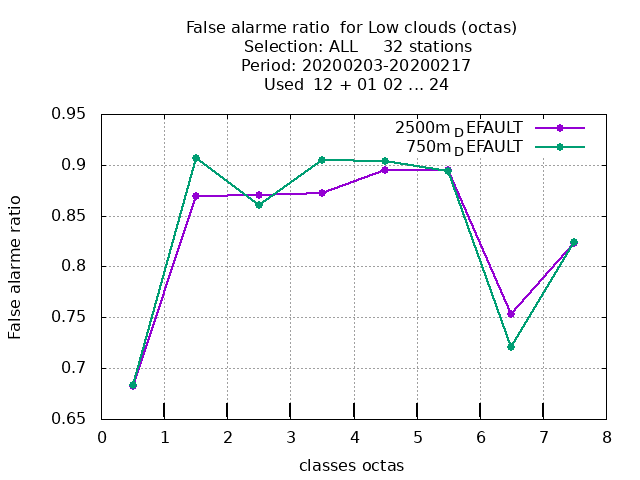 False alarme ratio  for Low clouds (octas)
Selection: ALL     32 stations
Period: 20200203-20200217
Used  12 + 01 02 ... 24
2500m_DEFAULT
750m_DEFAULT
0.95
0.9
0.85
0.8
0.75
0.7
0.65
False alarme ratio
0 1 2 3 4 5 6 7 8
classes octas